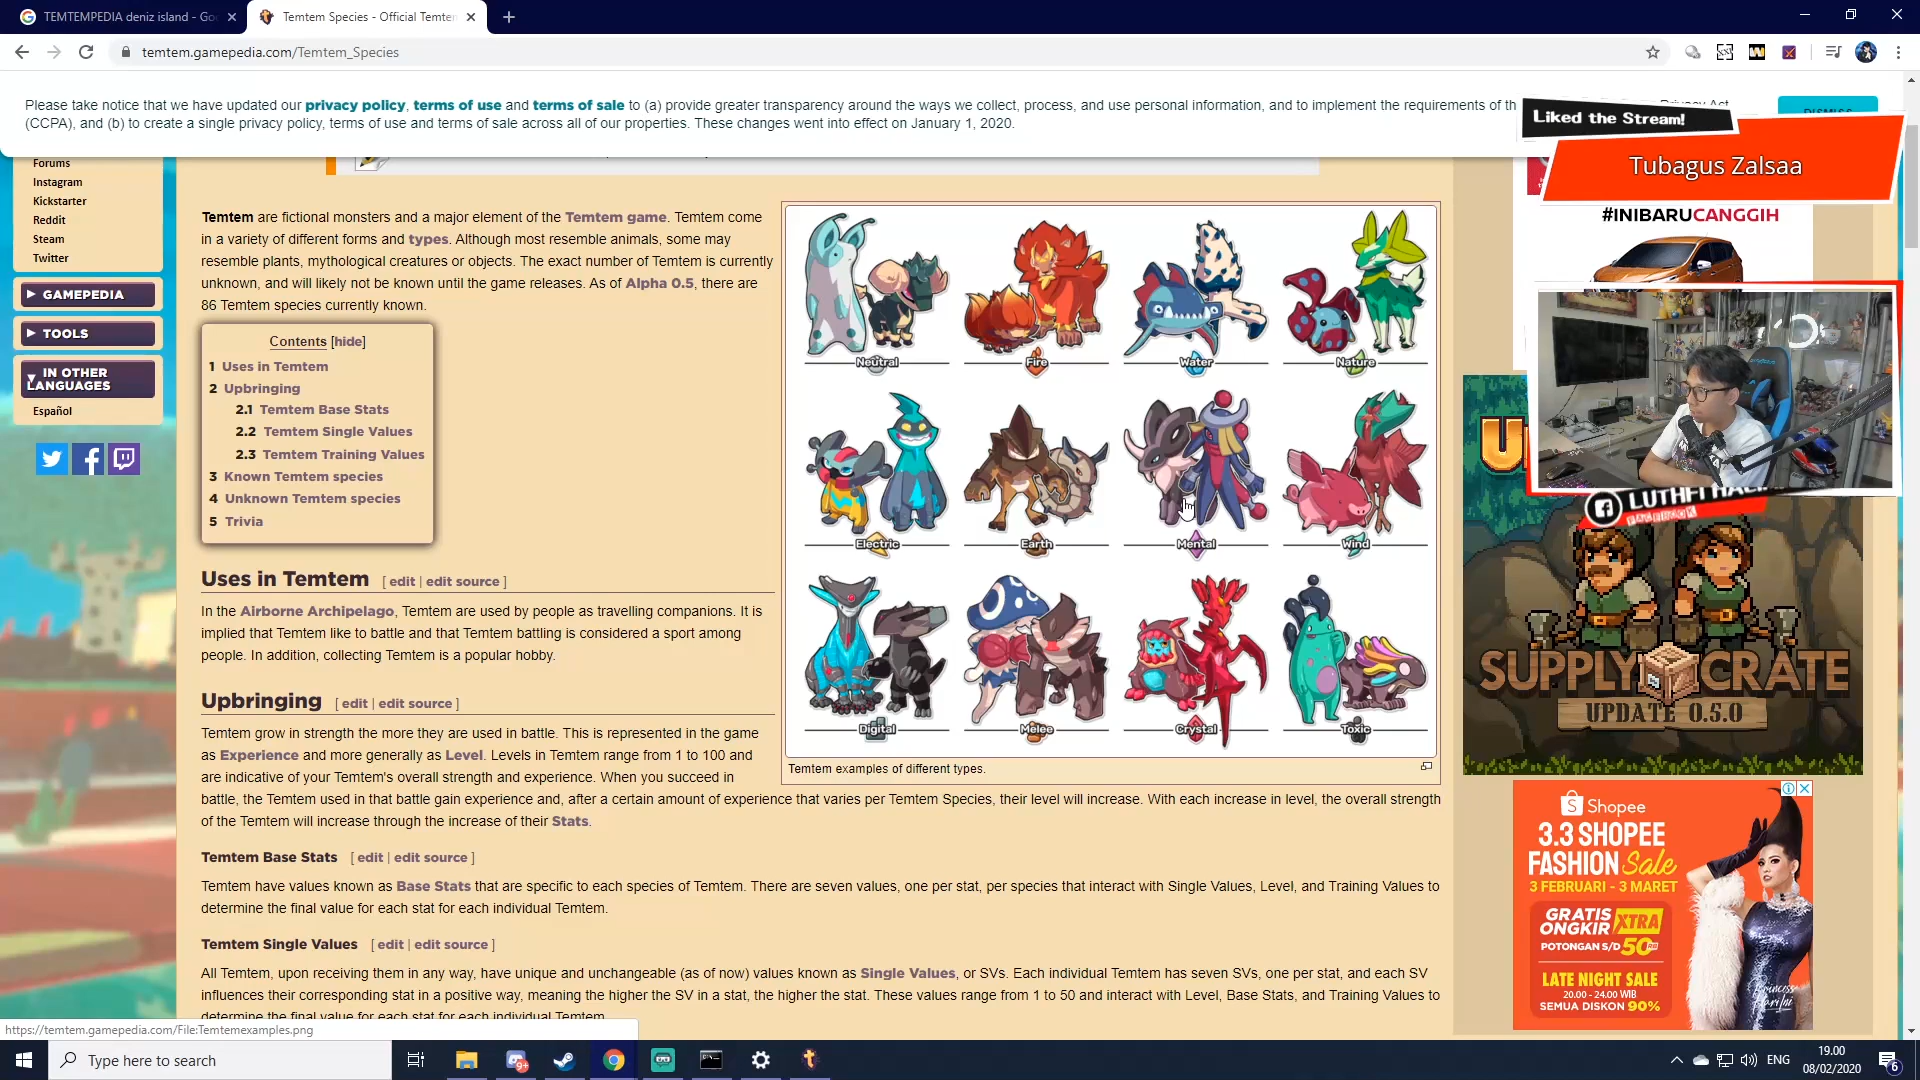 TEMTEMPEDIA deniz island - Goo
Temtem Species - Official Temtem
temtem.gamepedia.com/Temtem_Species
Please take notice that we have updated our privacy policy, terms of use and terms of sale to (a) provide greater transparency around the ways we collect, process, and use personal information, and to implement the requirements of th
(CCPA), and (b) to create a single privacy policy, terms of use and terms of sale across all of our properties. These changes went into effect on January 1, 2020.
Liked the Stream!
Tubagus Zalsaa
#INIBARUCANGGIH
Forums
Instagram
Kickstarter
Reddit
Steam
Twitter
GAMEPEDIA
TOOLS
IN OTHER
LANGUAGES
Español
Temtem are fictional monsters and a major element of the Temtem game. Temtem come
in a variety of different forms and types. Although most resemble animals, some may
resemble plants, mythological creatures or objects. The exact number of Temtem is currently
unknown, and will likely not be known until the game releases. As of Alpha 0.5, there are
86 Temtem species currently known.
Contents [hide]
1 Uses in Temtem
2 Upbringing
2.1 Temtem Base Stats
2.2 Temtem Single Values
2.3 Temtem Training Values
3 Known Temtem species
4 Unknown Temtem species
5 Trivia
Neutral
Fire
Water
Nature
Electric
Earth
Mental
Wind
Digital
Melee
Crystal
Toxic
Temtem examples of different types.
Uses in Temtem [ edit | edit source ]
In the Airborne Archipelago, Temtem are used by people as travelling companions. It is
implied that Temtem like to battle and that Temtem battling is considered a sport among
people. In addition, collecting Temtem is a popular hobby.
Upbringing [ edit | edit source ]
Temtem grow in strength the more they are used in battle. This is represented in the game
as Experience and more generally as Level. Levels in Temtem range from 1 to 100 and
are indicative of your Temtem's overall strength and experience. When you succeed in
battle, the Temtem used in that battle gain experience and, after a certain amount of experience that varies per Temtem Species, their level will increase. With each increase in level, the overall strength
of the Temtem will increase through the increase of their Stats.
Temtem Base Stats [ edit | edit source ]
Temtem have values known as Base Stats that are specific to each species of Temtem. There are seven values, one per stat, per species that interact with Single Values, Level, and Training Values to
determine the final value for each stat for each individual Temtem.
Temtem Single Values [ edit | edit source ]
All Temtem, upon receiving them in any way, have unique and unchangeable (as of now) values known as Single Values, or SVs. Each individual Temtem has seven SVs, one per stat, and each SV
influences their corresponding stat in a positive way, meaning the higher the SV in a stat, the higher the stat. These values range from 1 to 50 and interact with Level, Base Stats, and Training Values to
determine the final value for each stat for each individual Temtem.
LUTHFI
FACEBOOK
SUPPLY CRATE
UPDATE 0.5.0
Shopee
3.3 SHOPEE
FASHION Sale
3 FEBRUARI - 3 MARET
GRATIS XTRA
ONGKIR
POTONGAN S/D 50RB
LATE NIGHT SALE
20.00 - 24.00 WIB
SEMUA DISKON 90%
https://temtem.gamepedia.com/File:Temtemexamples.png
Type here to search
9+
ENG
19.00
08/02/2020
6